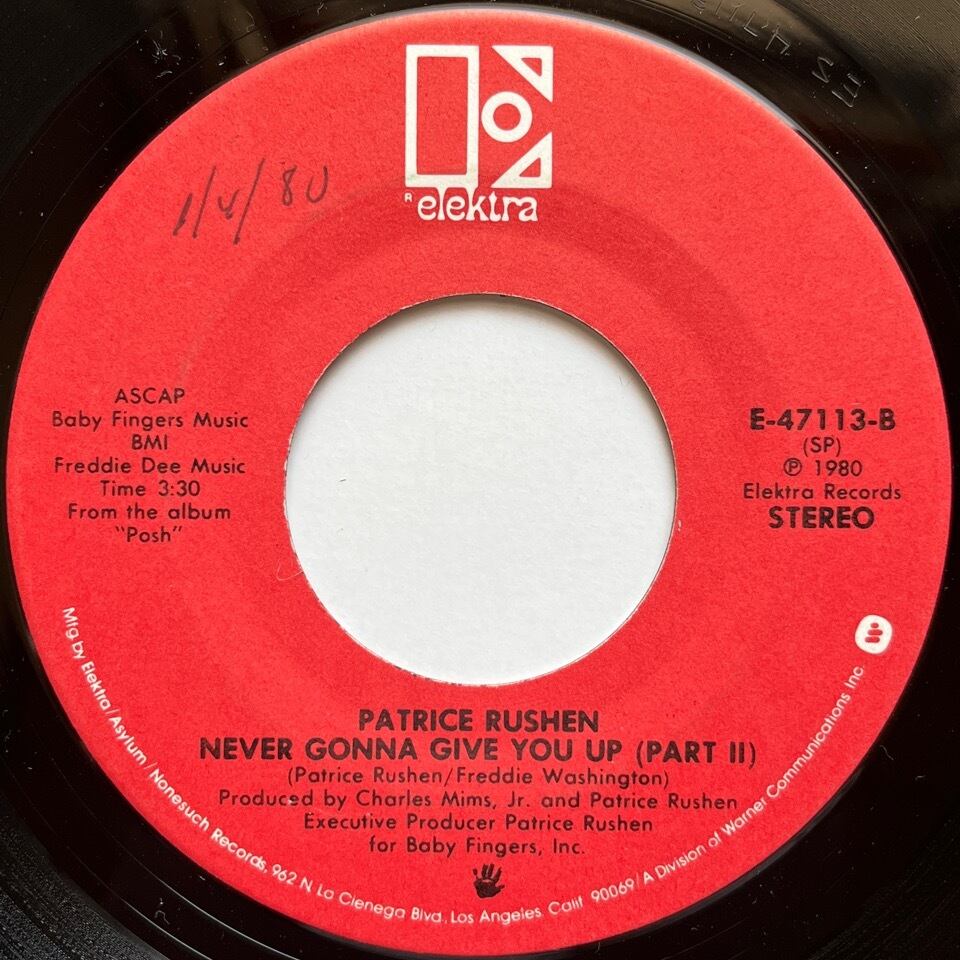 R elektra
ASCAP
Baby Fingers Music
BMI
Freddie Dee Music
Time 3:30
From the album
"Posh"
E-47113-B
(SP)
℗ 1980
Elektra Records
STEREO
PATRICE RUSHEN
NEVER GONNA GIVE YOU UP (PART II)
(Patrice Rushen/Freddie Washington)
Produced by Charles Mims, Jr. and Patrice Rushen
Executive Producer Patrice Rushen
for Baby Fingers, Inc.
Mfg. by Elektra/Asylum/Nonesuch Records, 962 N. La Cienega Blvd., Los Angeles, Calif. 90069/A Division of Warner Communications Inc.